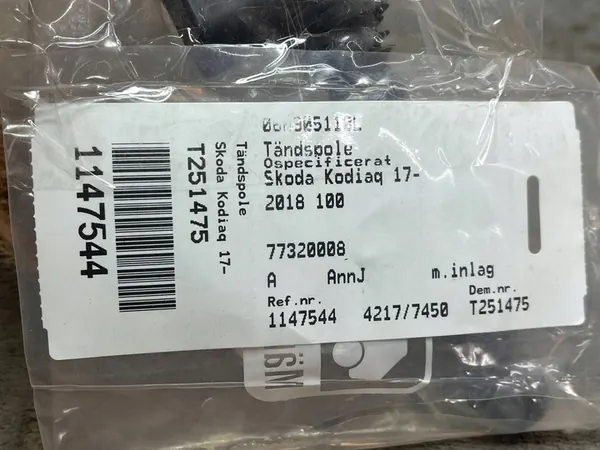 1147544
T251475
Skoda Kodiaq 17-
Tändspole
Tändspole
Ospecificerat
Skoda Kodiaq 17-
2018 100
77320008
A AnnJ m.inlag
Ref.nr. Dem.nr.
1147544 4217/7450 T251475